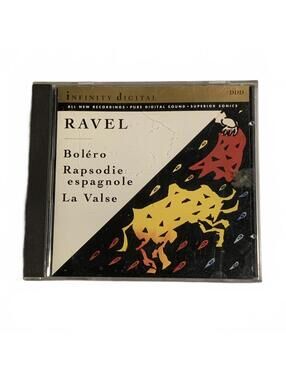 INFINITY DIGITAL
DDD
ALL NEW RECORDINGS · PURE DIGITAL SOUND · SUPERIOR SONICS
RAVEL
Boléro
Rapsodie
espagnole
La Valse